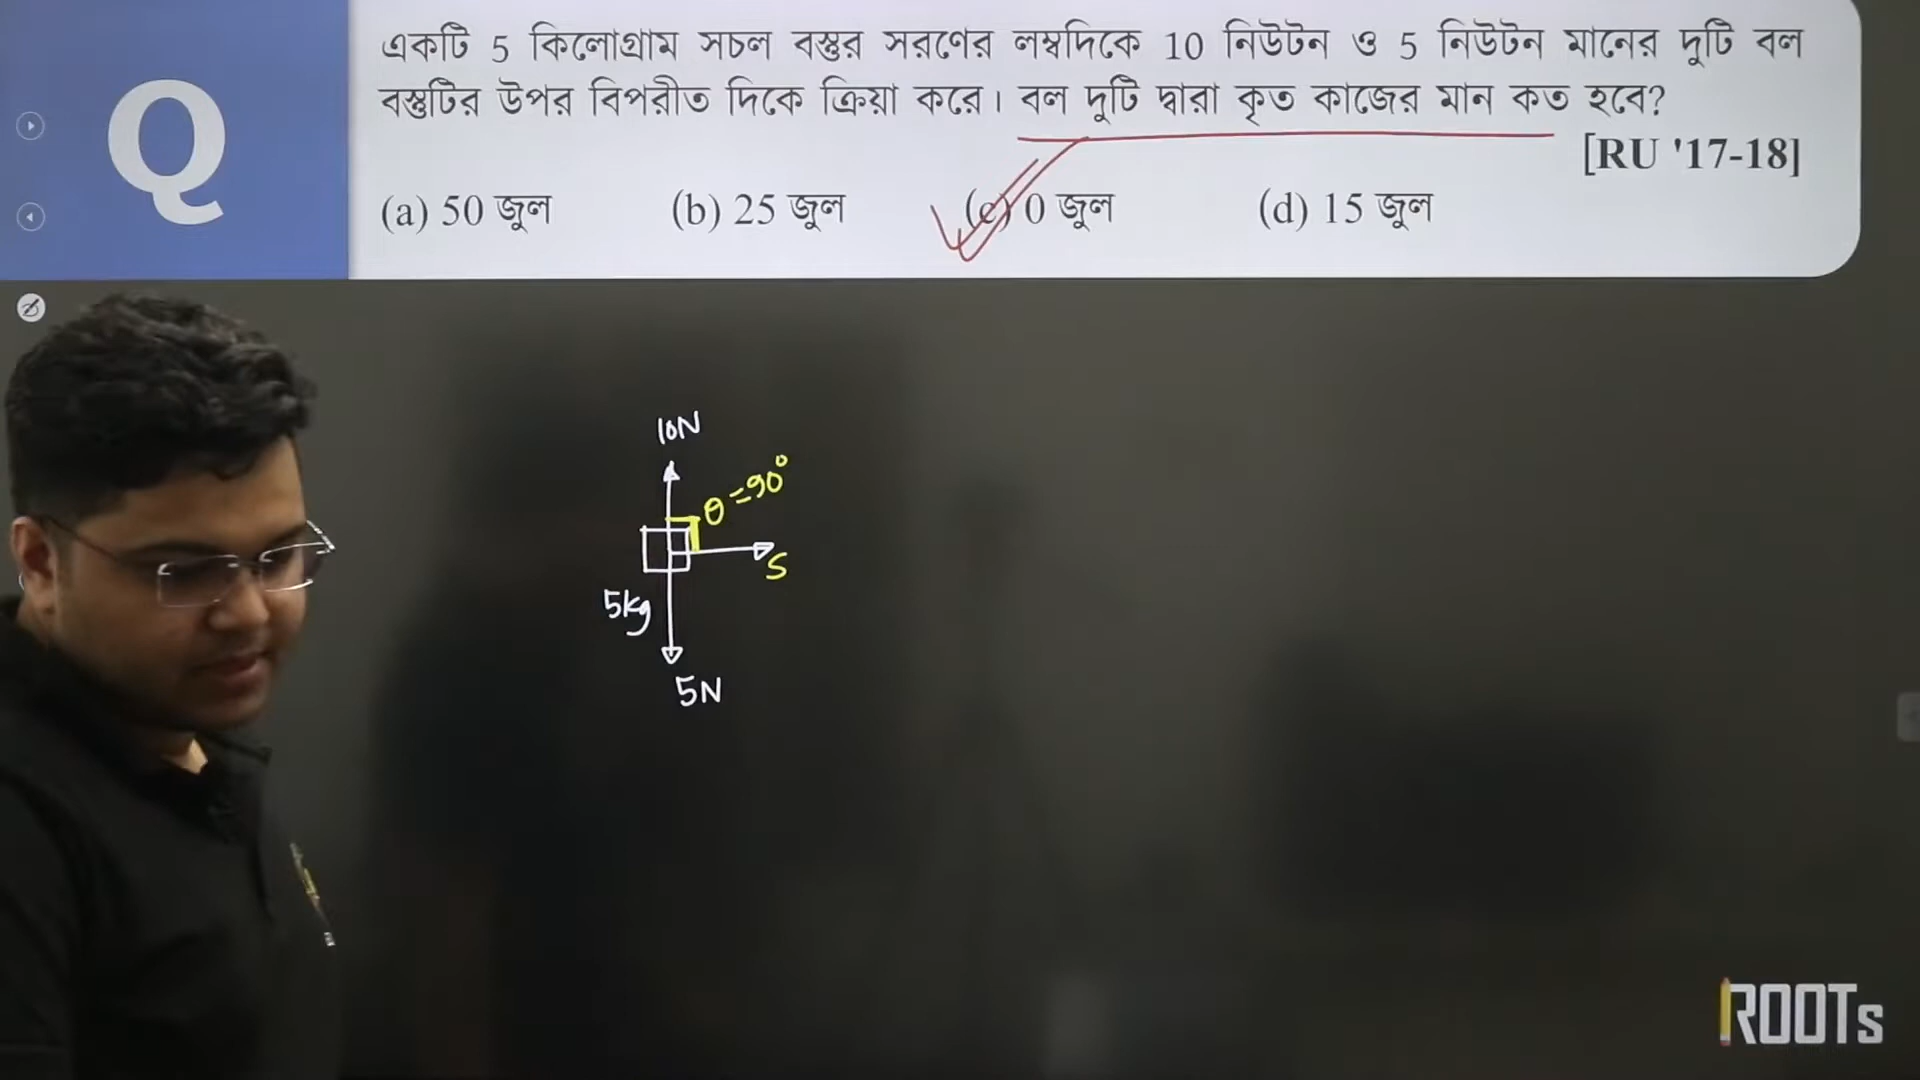 Q
একটি 5 কিলোগ্রাম সচল বস্তুর সরণের লম্বদিকে 10 নিউটন ও 5 নিউটন মানের দুটি বল
বস্তুটির উপর বিপরীত দিকে ক্রিয়া করে। বল দুটি দ্বারা কৃত কাজের মান কত হবে?
[RU '17-18]
(a) 50 জুল (b) 25 জুল (c) 0 জুল (d) 15 জুল
10N
θ =90°
S
5kg
5N
ROOTs